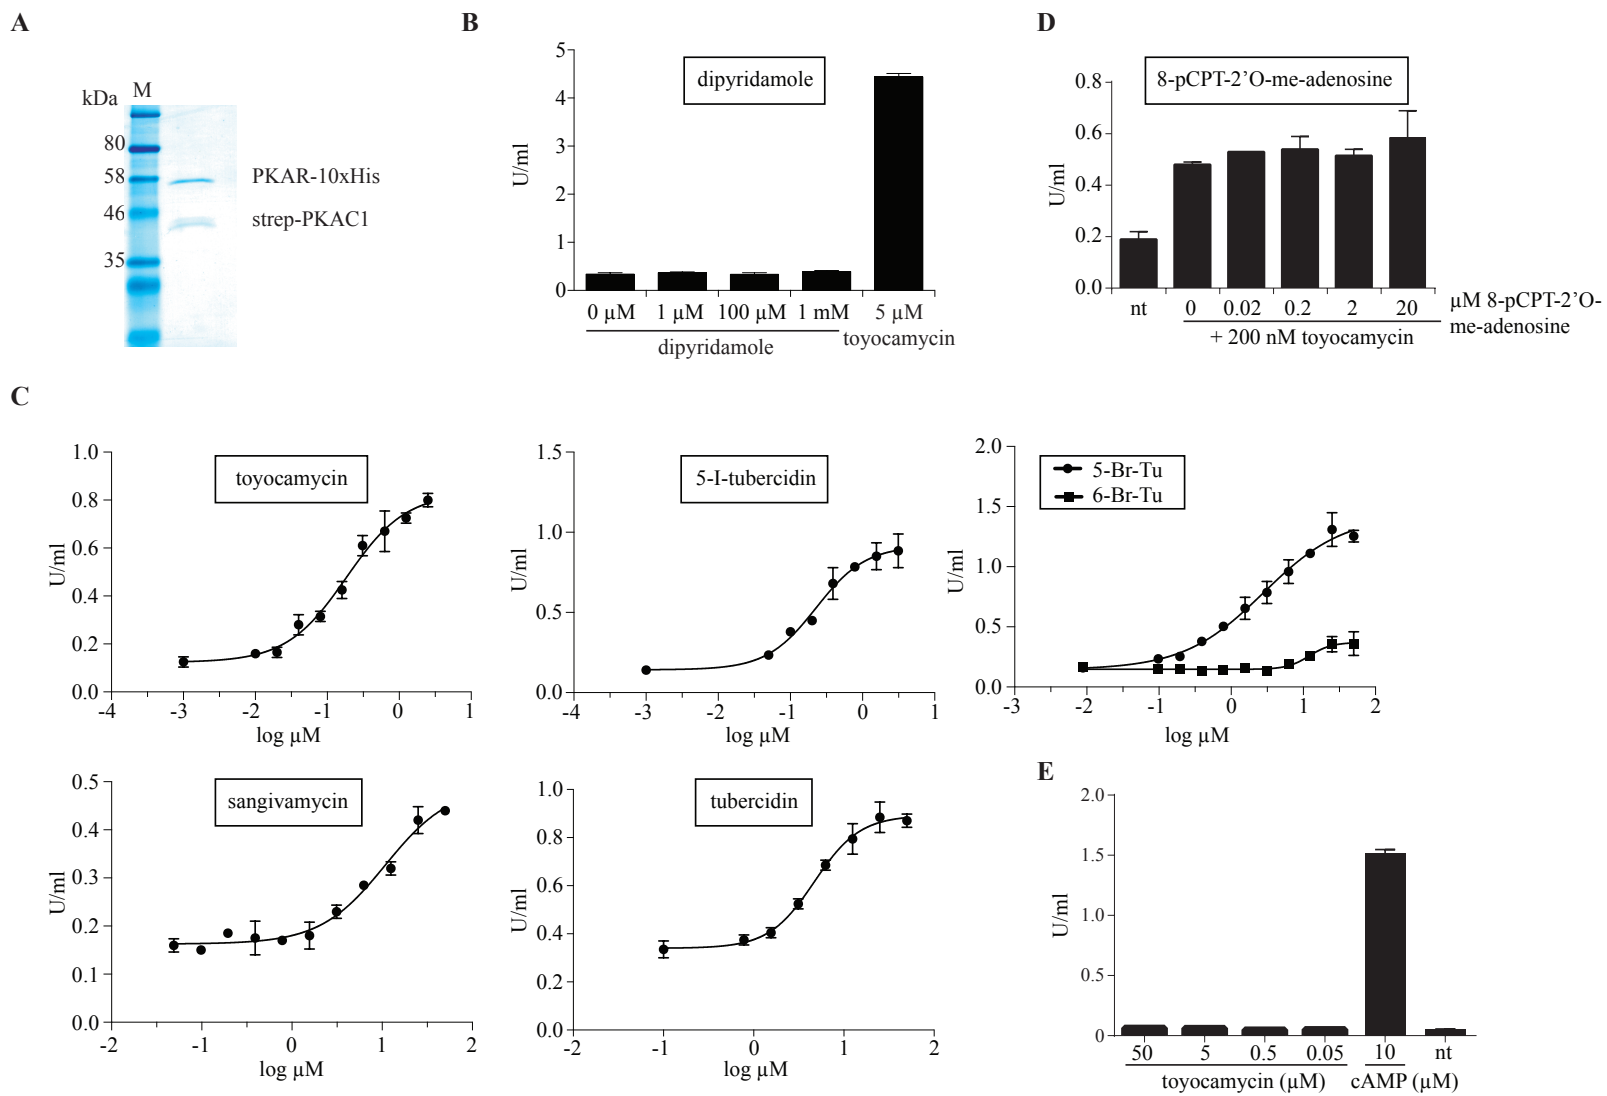 A
kDa
M
80
58
46
35
PKAR-10xHis
strep-PKAC1
B
dipyridamole
U/ml
5
4
3
2
1
0
0 µM
1 µM
100 µM
1 mM
5 µM
dipyridamole
toyocamycin
D
8-pCPT-2’O-me-adenosine
U/ml
0.8
0.6
0.4
0.2
0.0
nt
0
0.02
0.2
2
20
+ 200 nM toyocamycin
µM 8-pCPT-2’O-
me-adenosine
C
toyocamycin
U/ml
1.0
0.8
0.6
0.4
0.2
0.0
-4
-3
-2
-1
0
1
log µM
5-I-tubercidin
U/ml
1.5
1.0
0.5
0.0
-4
-3
-2
-1
0
1
log µM
5-Br-Tu
6-Br-Tu
U/ml
2.0
1.5
1.0
0.5
0.0
-3
-2
-1
0
1
2
log µM
sangivamycin
U/ml
0.5
0.4
0.3
0.2
0.1
0.0
-2
-1
0
1
2
log µM
tubercidin
U/ml
1.0
0.8
0.6
0.4
0.2
0.0
-2
-1
0
1
2
log µM
E
U/ml
2.0
1.5
1.0
0.5
0
50
5
0.5
0.05
10
nt
toyocamycin (µM)
cAMP (µM)